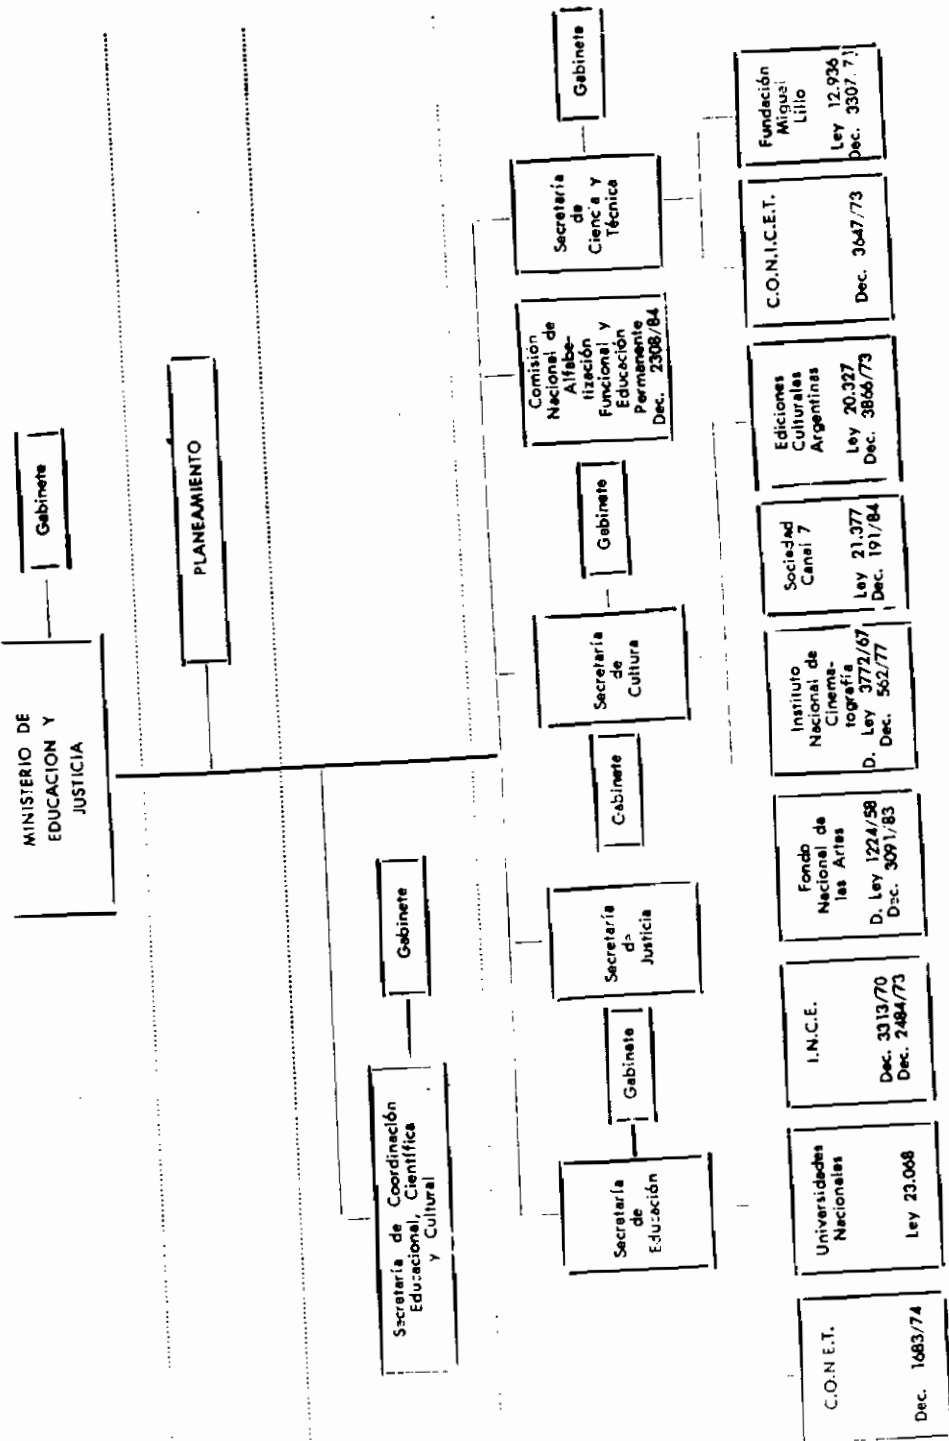 MINISTERIO DE
EDUCACION Y
JUSTICIA
Gabinete
PLANEAMIENTO
Secretaría de Coordinación
Educacional, Científica
y Cultural
Gabinete
Secretaría
de
Educación
Gabinete
Secretaría
de
Justicia
Gabinete
Secretaría
de
Cultura
Gabinete
Comisión
Nacional de
Alfabe-
tización
Funcional y
Educación
Permanente
Dec. 2308/84
Secretaría
de
Ciencia y
Técnica
Gabinete
C.O.N.E.T.
Dec. 1683/74
Universidades
Nacionales
Ley 23.068
I.N.C.E.
Dec. 3313/70
Dec. 2484/73
Fondo
Nacional de
las Artes
D. Ley 1224/58
Dec. 3091/83
Instituto
Nacional de
Cinema-
tografía
D. Ley 3772/67
Dec. 562/77
Sociedad
Canal 7
Ley 21.377
Dec. 191/84
Ediciones
Culturales
Argentinas
Ley 20.327
Dec. 3866/73
C.O.N.I.C.E.T.
Dec. 3647/73
Fundación
Miguel
Lillo
Ley 12.936
Dec. 3307/71